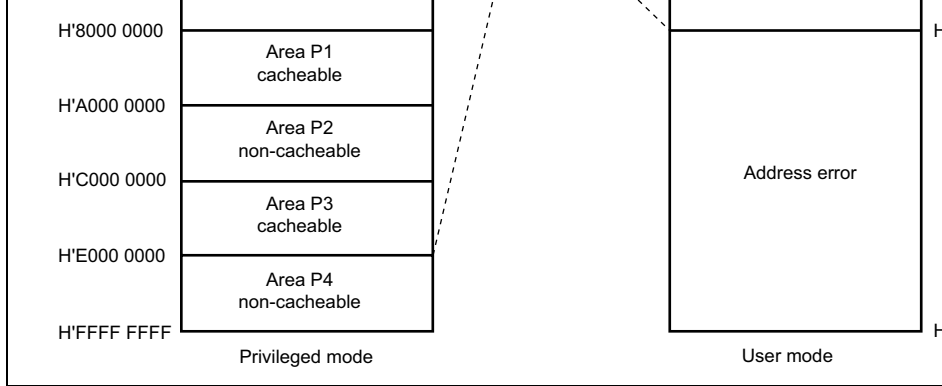 H'8000 0000
Area P1
cacheable
H'A000 0000
Area P2
non-cacheable
H'C000 0000
Area P3
cacheable
H'E000 0000
Area P4
non-cacheable
H'FFFF FFFF
Privileged mode
H
Address error
H
User mode